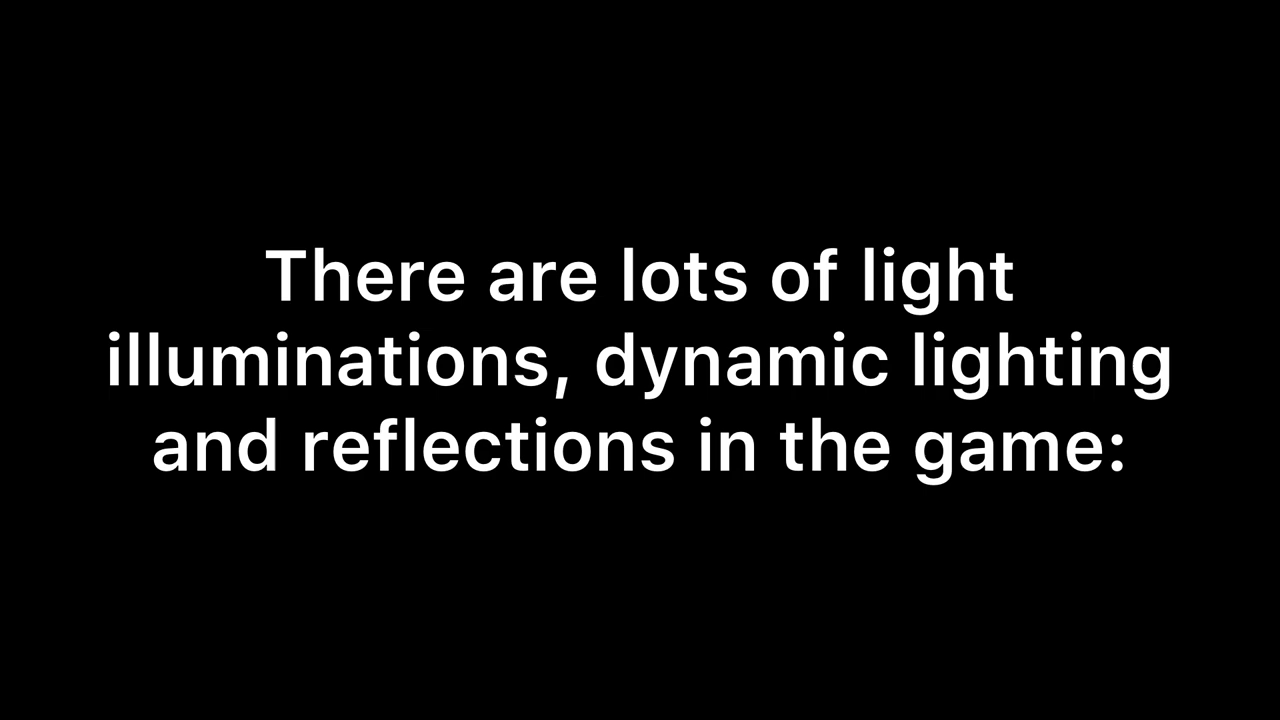 There are lots of light
illuminations, dynamic lighting
and reflections in the game: